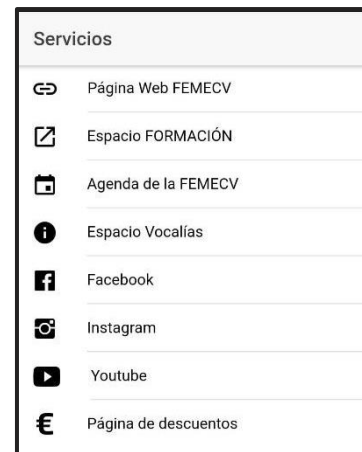 Servicios
Página Web FEMECV
Espacio FORMACIÓN
Agenda de la FEMECV
Espacio Vocalías
Facebook
Instagram
Youtube
€ Página de descuentos